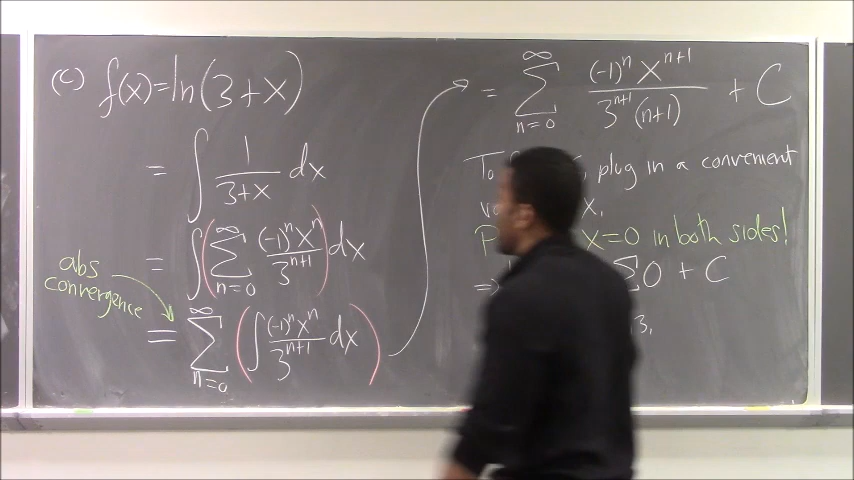 (c) f(x)=ln(3+x)
= ∫ 1/(3+x) dx
= ∫(∑_{n=0}^{∞} (-1)^n x^n / 3^{n+1}) dx
abs convergence
= ∑_{n=0}^{∞} (∫ (-1)^n x^n / 3^{n+1} dx)
= ∑_{n=0}^{∞} (-1)^n x^{n+1} / 3^{n+1} (n+1) + C
To , plug in a convenient
x.
x=0 in both sides!
⇒ ∑0 + C
3.